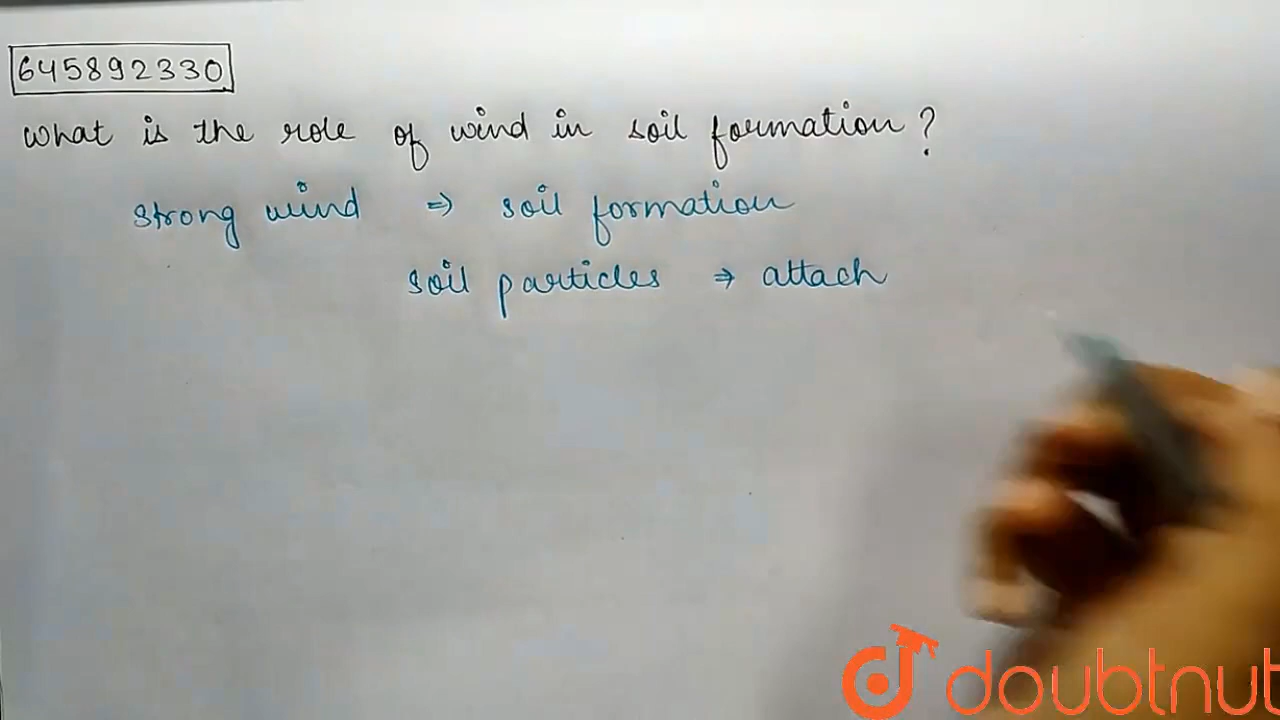 645892330
What is the role of wind in soil formation?
strong wind ⇒ soil formation
soil particles ⇒ attach
doubtnut